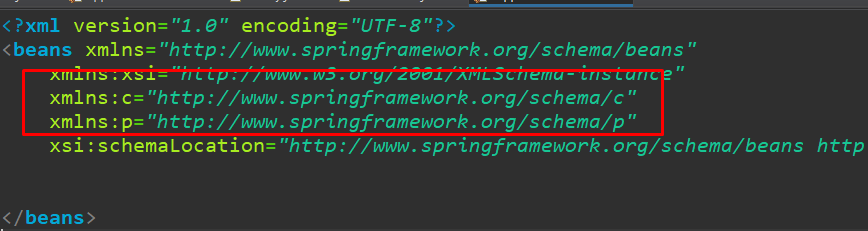 <?xml version="1.0" encoding="UTF-8"?>
<beans xmlns="http://www.springframework.org/schema/beans"
xmlns:xsi="http://www.w3.org/2001/XMLSchema-instance"
xmlns:c="http://www.springframework.org/schema/c"
xmlns:p="http://www.springframework.org/schema/p"
xsi:schemaLocation="http://www.springframework.org/schema/beans http
</beans>